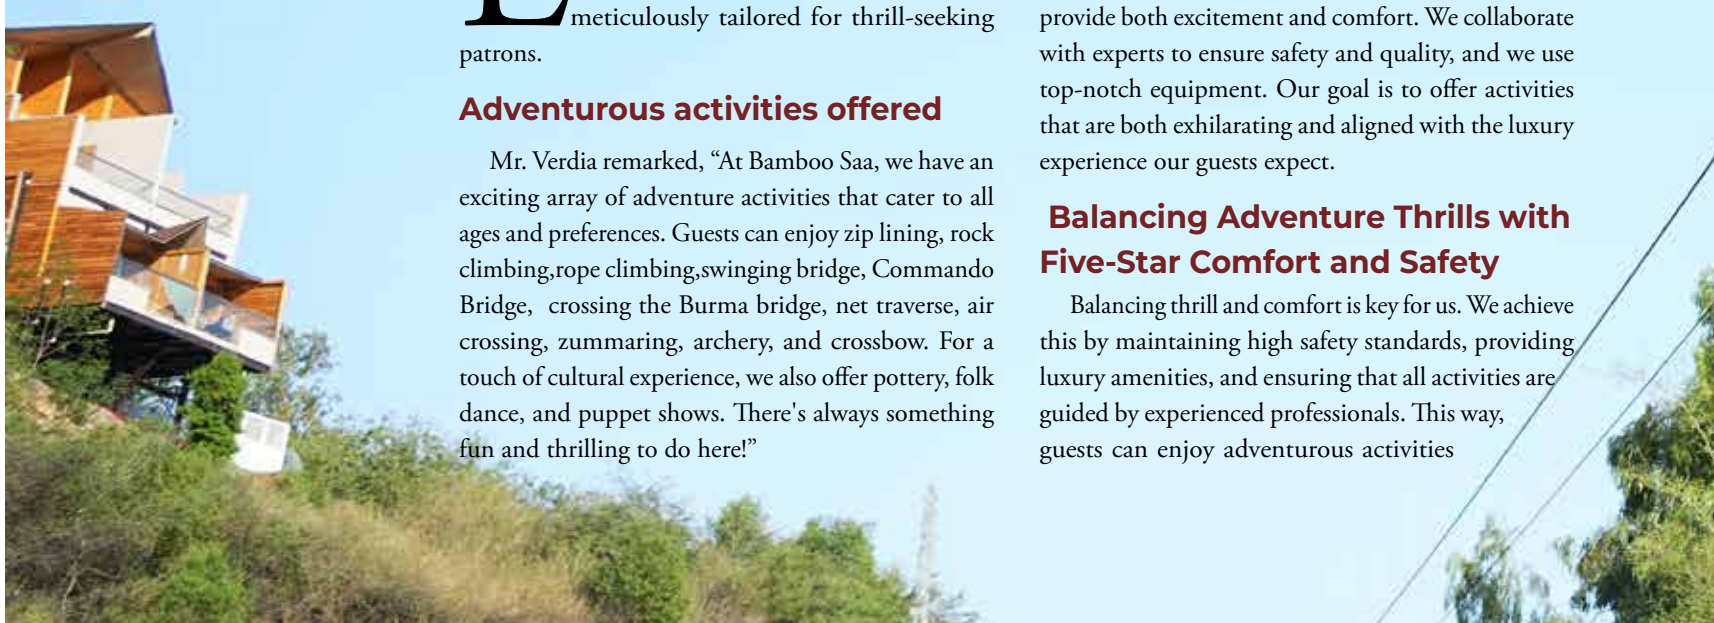 meticulously tailored for thrill-seeking
patrons.
Adventurous activities offered
Mr. Verdia remarked, “At Bamboo Saa, we have an
exciting array of adventure activities that cater to all
ages and preferences. Guests can enjoy zip lining, rock
climbing,rope climbing,swinging bridge, Commando
Bridge, crossing the Burma bridge, net traverse, air
crossing, zummaring, archery, and crossbow. For a
touch of cultural experience, we also offer pottery, folk
dance, and puppet shows. There's always something
fun and thrilling to do here!”
provide both excitement and comfort. We collaborate
with experts to ensure safety and quality, and we use
top-notch equipment. Our goal is to offer activities
that are both exhilarating and aligned with the luxury
experience our guests expect.
Balancing Adventure Thrills with
Five-Star Comfort and Safety
Balancing thrill and comfort is key for us. We achieve
this by maintaining high safety standards, providing
luxury amenities, and ensuring that all activities are
guided by experienced professionals. This way,
guests can enjoy adventurous activities